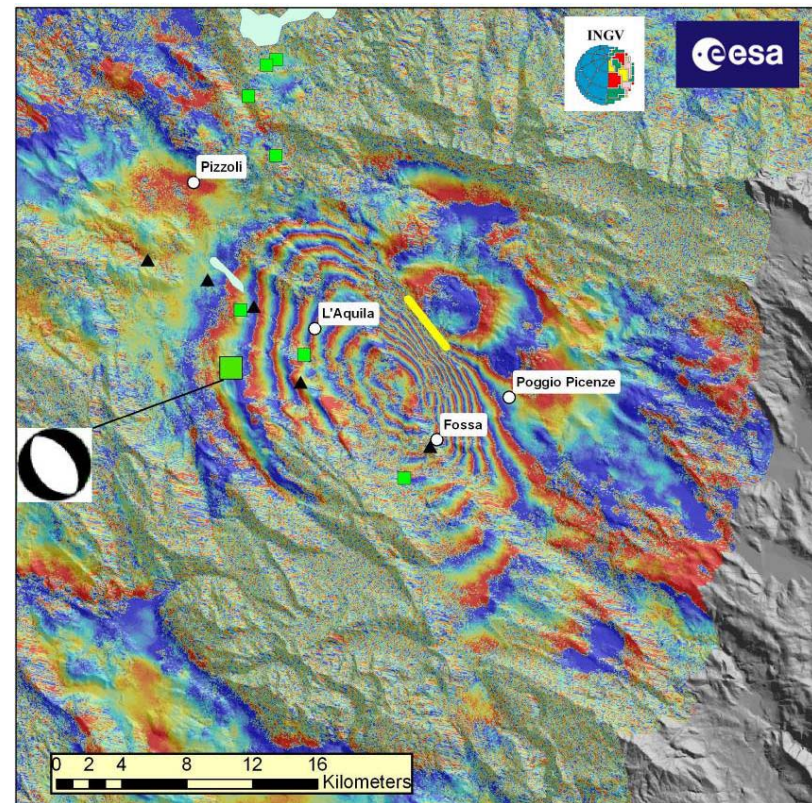 INGV
esa
Pizzoli
L'Aquila
Poggio Picenze
Fossa
0 2 4 8 12 16
Kilometers